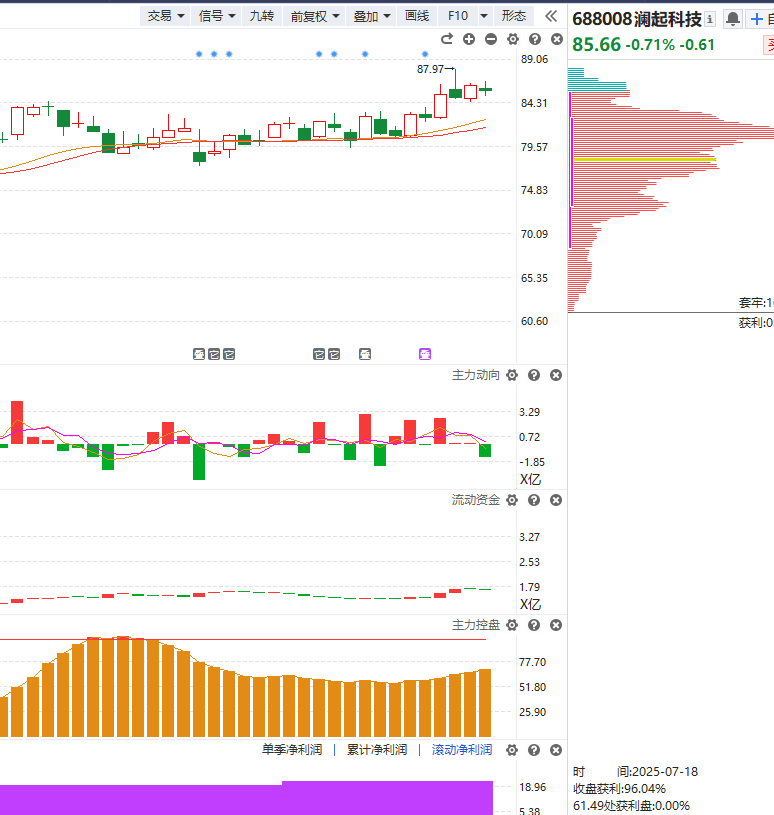 交易 信号 九转 前复权 叠加 画线 F10 形态
688008 澜起科技
85.66 -0.71% -0.61
89.06
87.97
84.31
79.57
74.83
70.09
65.35
60.60
套牢:1
获利:0
主力动向
3.29
0.72
-1.85
X亿
流动资金
3.27
2.53
1.79
X亿
主力控盘
77.70
51.80
25.90
单季净利润 | 累计净利润 | 滚动净利润
18.96
5.38
时 间:2025-07-18
收盘获利:96.04%
61.49处获利盘:0.00%